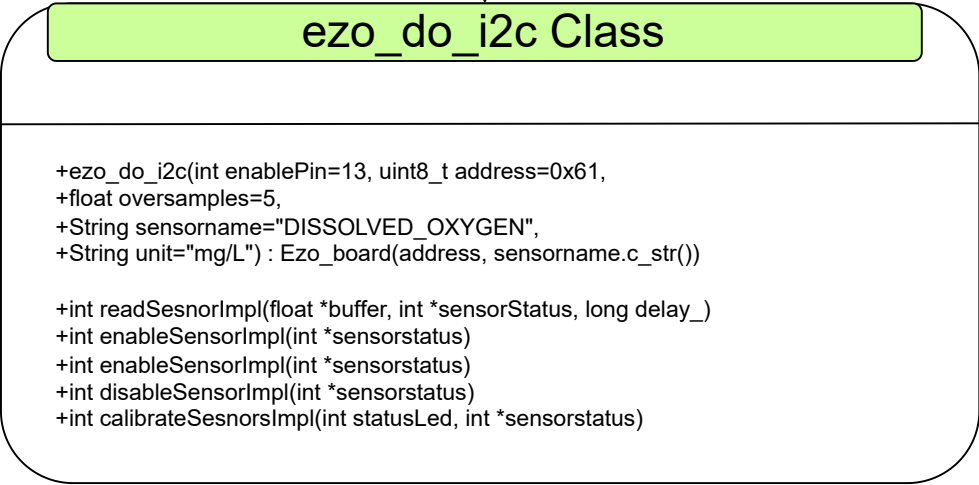 ezo_do_i2c Class
+ezo_do_i2c(int enablePin=13, uint8_t address=0x61,
+float oversamples=5,
+String sensorname="DISSOLVED_OXYGEN",
+String unit="mg/L") : Ezo_board(address, sensorname.c_str())
+int readSesnorImpl(float *buffer, int *sensorStatus, long delay_)
+int enableSensorImpl(int *sensorstatus)
+int enableSensorImpl(int *sensorstatus)
+int disableSensorImpl(int *sensorstatus)
+int calibrateSesnorsImpl(int statusLed, int *sensorstatus)